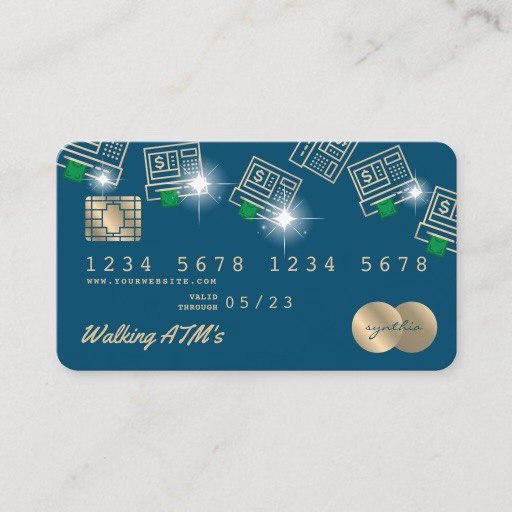 $
$
$
$
1234 5678 1234 5678
WWW.YOURWEBSITE.COM
VALID
THROUGH 05/23
Walking ATM's
synthia